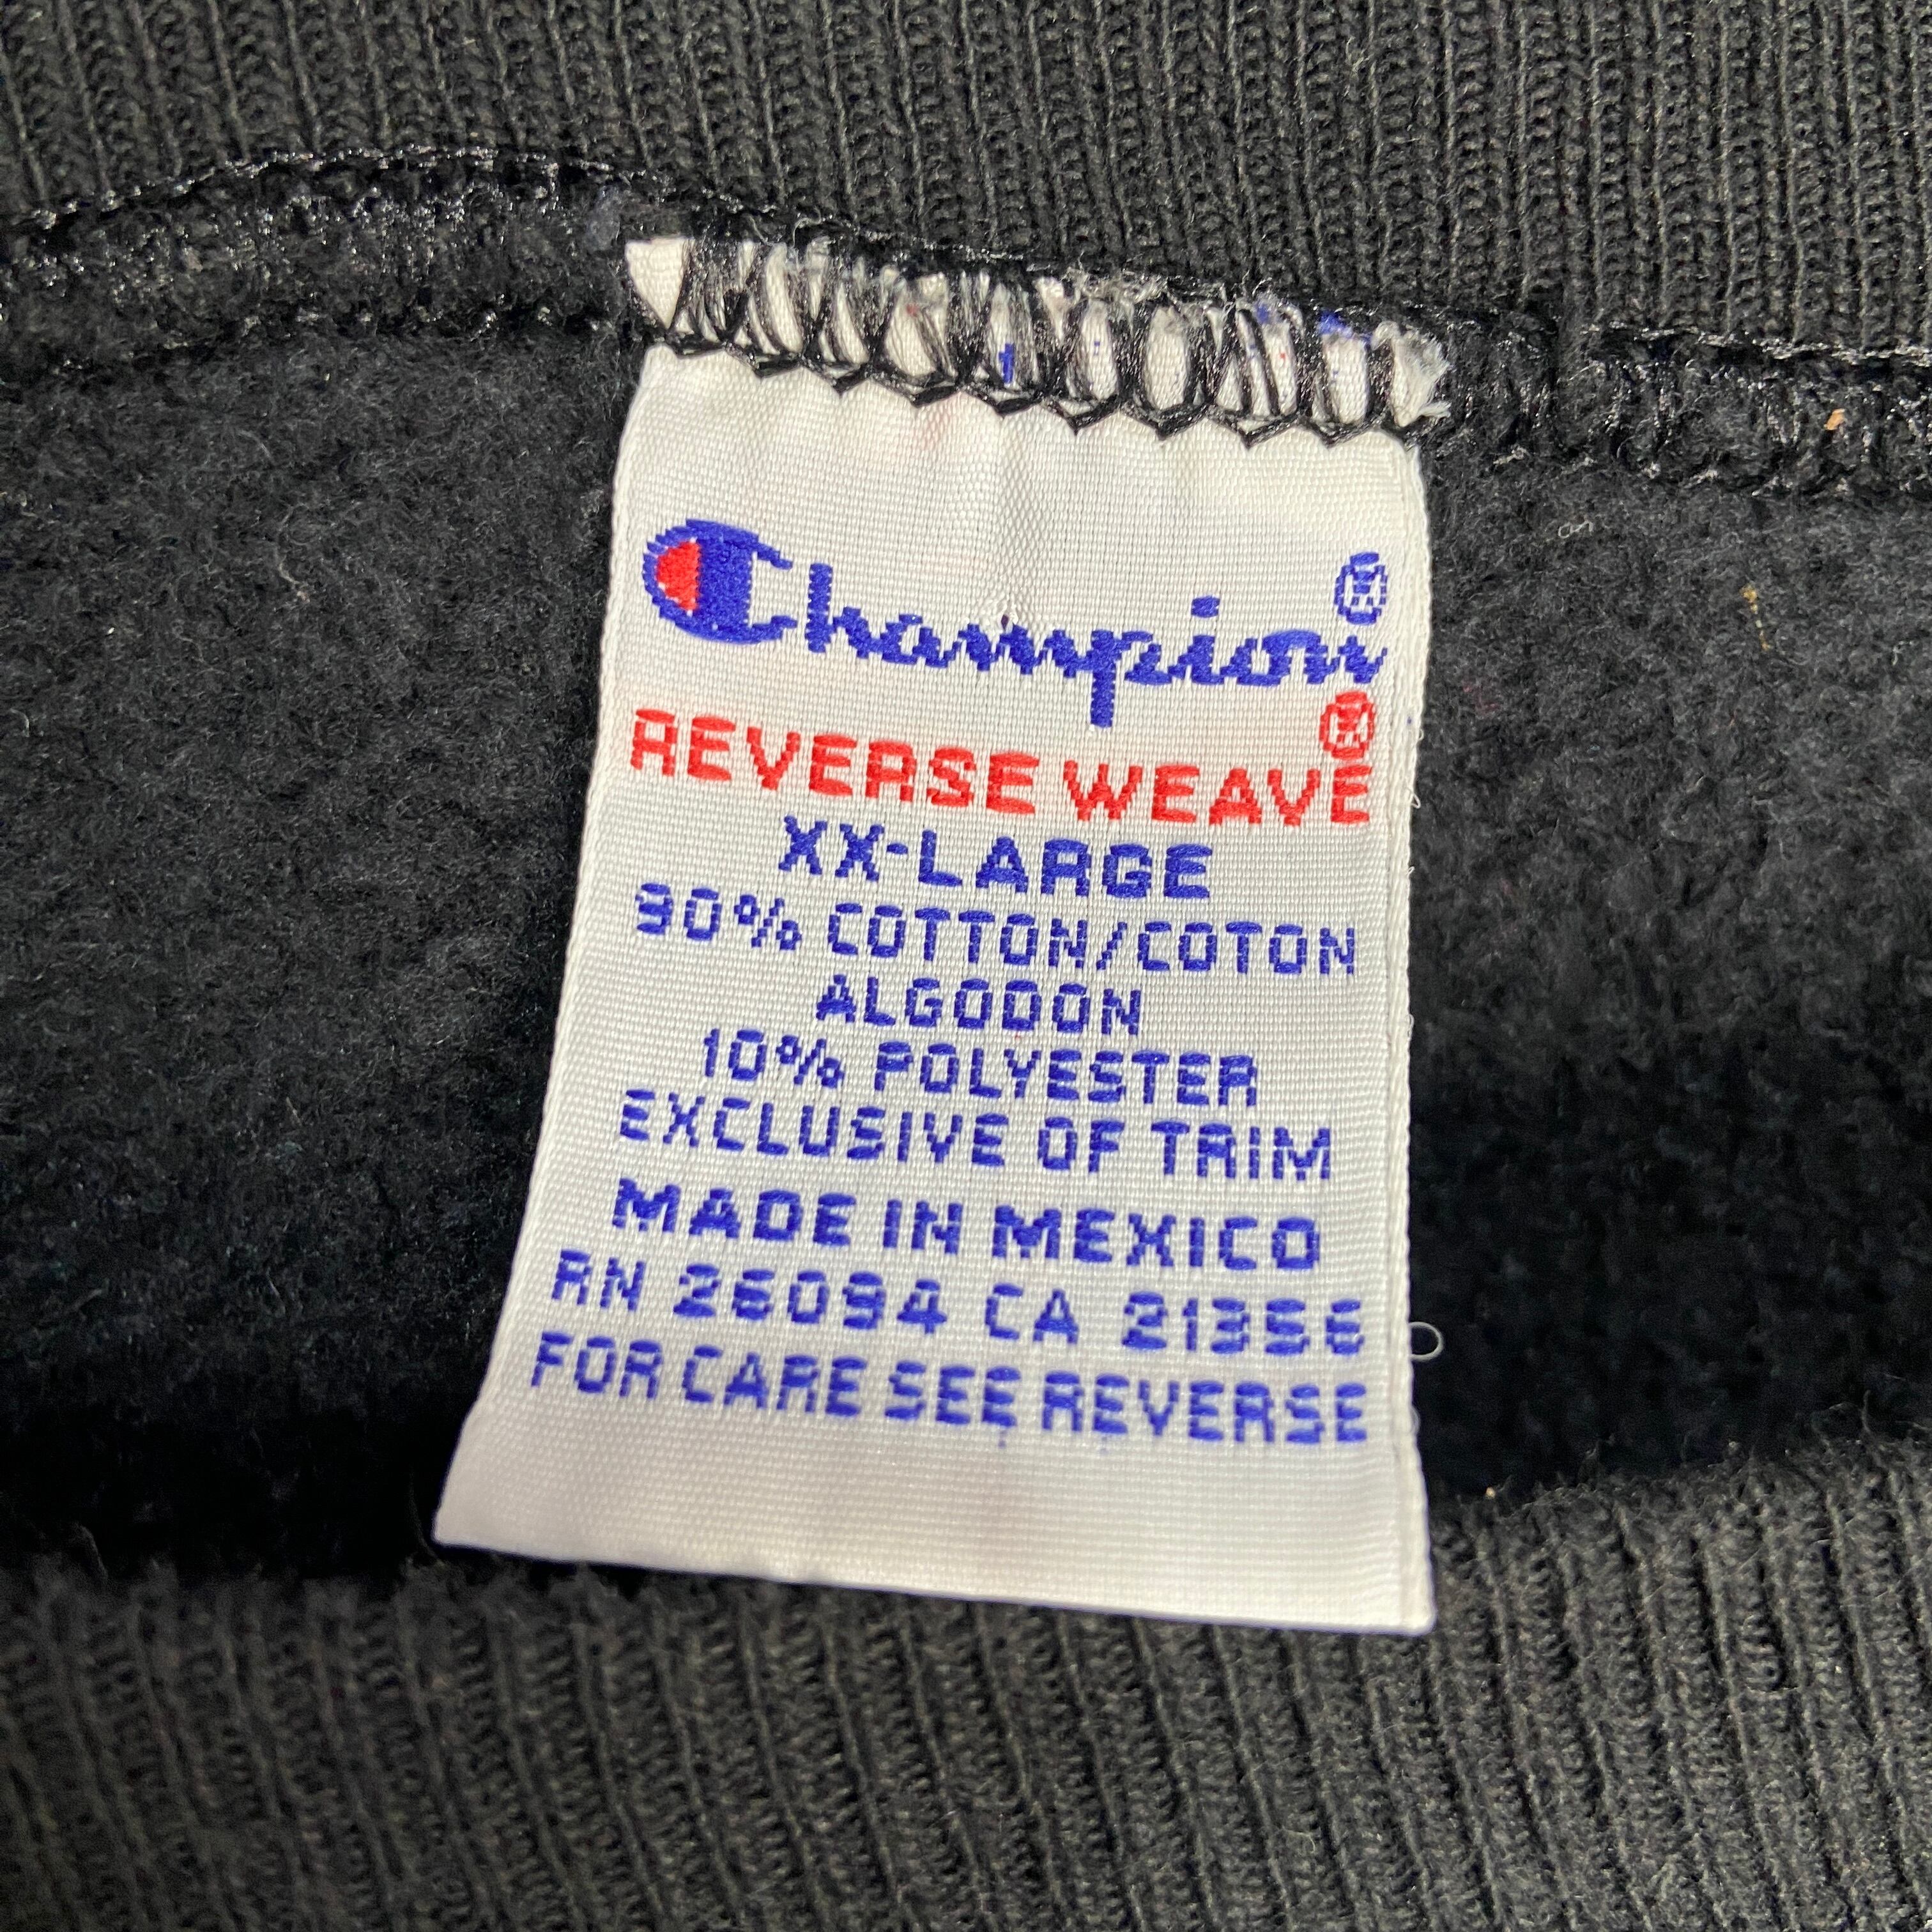 Champion®
REVERSE WEAVE®
XX-LARGE
90% COTTON/COTON
ALGODON
10% POLYESTER
EXCLUSIVE OF TRIM
MADE IN MEXICO
RN 26094 CA 21356
FOR CARE SEE REVERSE